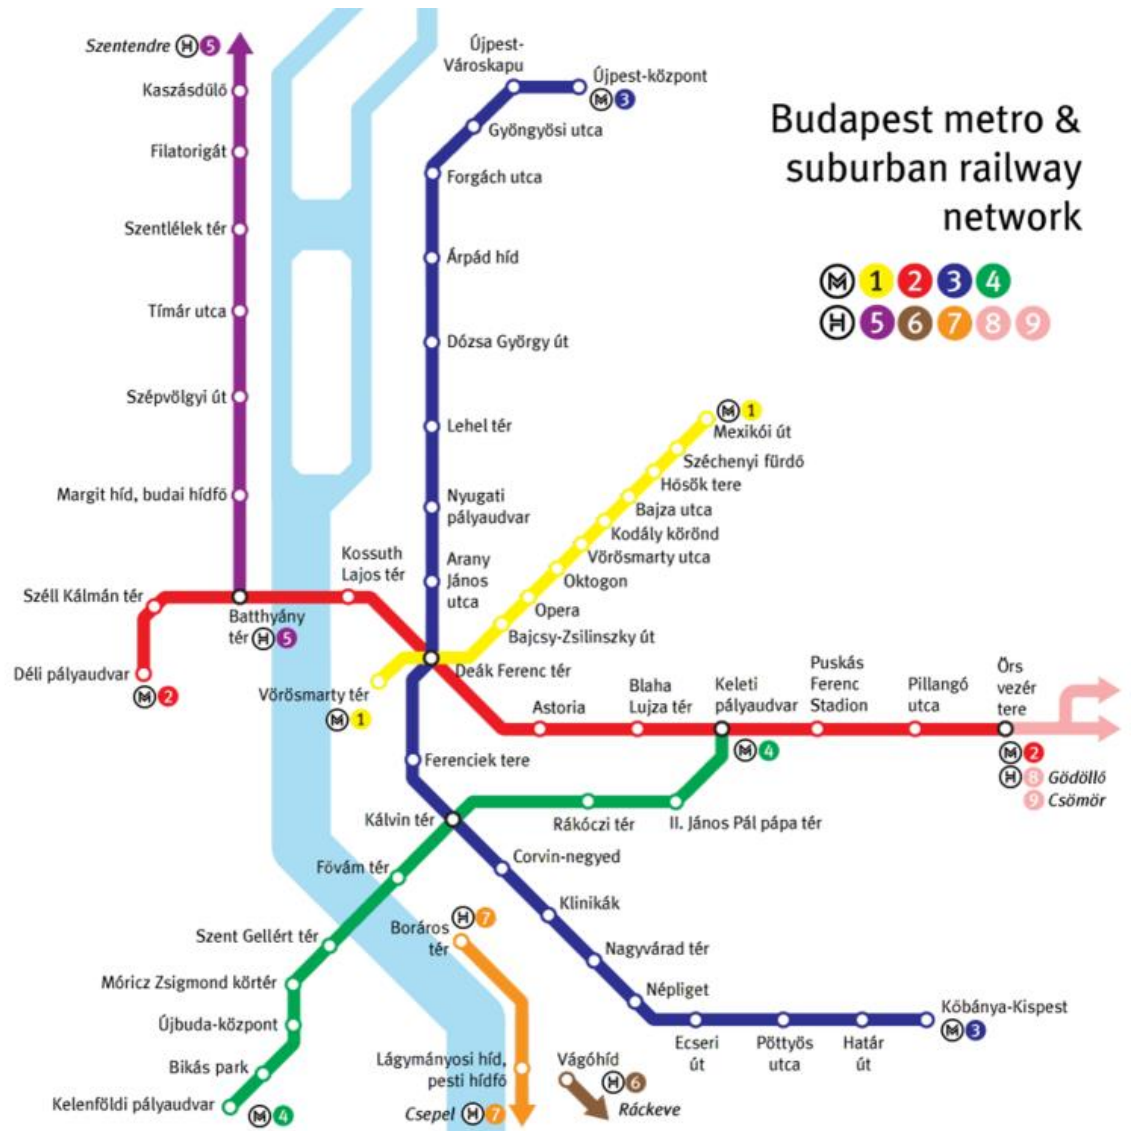 Szentendre H 5
Kaszásdűlő
Filatorigát
Szentlélek tér
Tímár utca
Szépvölgyi út
Margit híd, budai hídfő
Széll Kálmán tér
Batthyány
tér H 5
Déli pályaudvar
M 2
Kossuth
Lajos tér
Újpest-
Városkapu
Újpest-központ
M 3
Gyöngyösi utca
Forgách utca
Árpád híd
Dózsa György út
Lehel tér
Nyugati
pályaudvar
Arany
János
utca
Budapest metro &
suburban railway
network
M 1 2 3 4
H 5 6 7 8 9
M 1
Mexikói út
Széchenyi fürdő
Hősök tere
Bajza utca
Kodály körönd
Vörösmarty utca
Oktogon
Opera
Bajcsy-Zsilinszky út
Deák Ferenc tér
Vörösmarty tér
M 1
Astoria
Blaha
Lujza tér
Keleti
pályaudvar
M 4
Puskás
Ferenc
Stadion
Pillangó
utca
Örs
vezér
tere
M 2
H 8 Gödöllő
9 Csömör
Ferenciek tere
Kálvin tér
Rákóczi tér
II. János Pál pápa tér
Fővám tér
Corvin-negyed
Klinikák
Nagyvárad tér
Népliget
Ecseri
út
Pöttyös
utca
Határ
út
Kőbánya-Kispest
M 3
Szent Gellért tér
Móricz Zsigmond körtér
Újbuda-központ
Bikás park
Kelenföldi pályaudvar
M 4
H 7
Boráros
tér
Lágymányosi híd,
pesti hídfő
Csepel H 7
Vágóhíd
H 6
Ráckeve